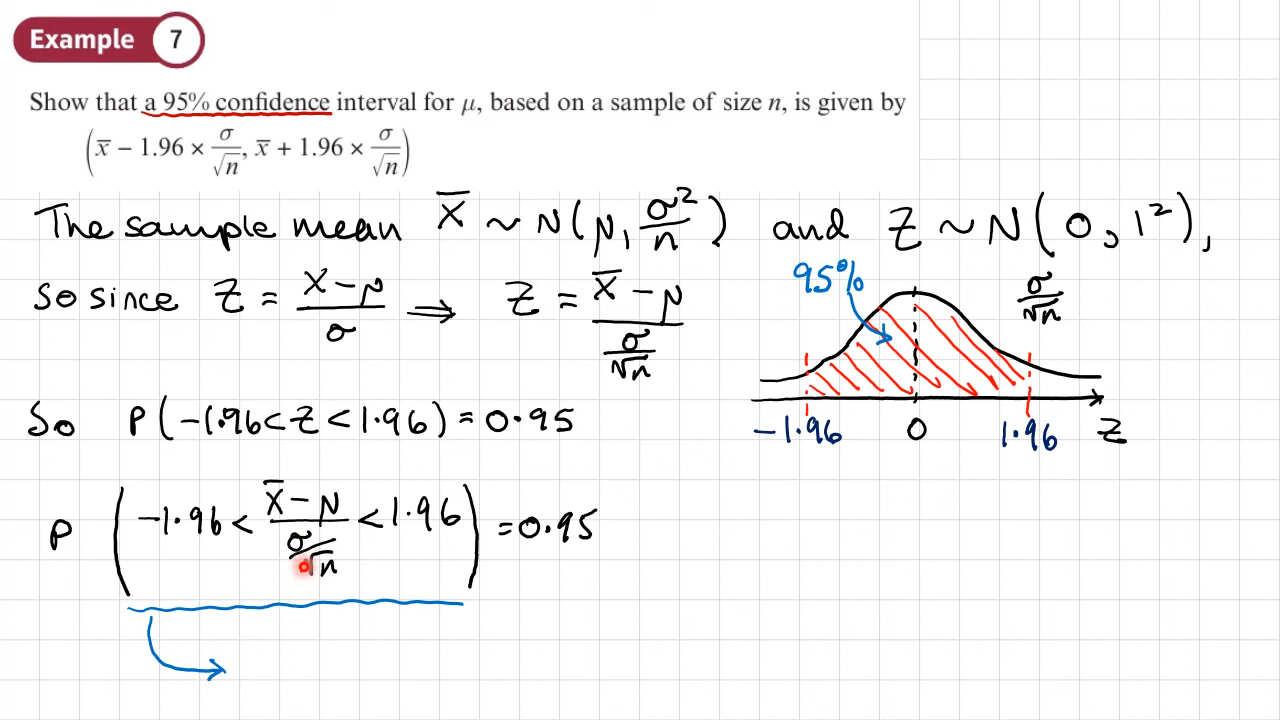 Example 7
Show that a 95% confidence interval for μ, based on a sample of size n, is given by
(x̅ − 1.96 × σ/√n, x̅ + 1.96 × σ/√n)
The sample mean X̅ ~ N(μ, σ²/n) and Z ~ N(0, 1²),
so since Z = (X−μ)/σ ⟹ Z = (X̅ − μ)/(σ/√n)
95%
σ/√n
So P(−1.96 < Z < 1.96) = 0.95
−1.96 0 1.96 Z
P(−1.96 < (X̅ − μ)/(σ/√n) < 1.96) = 0.95